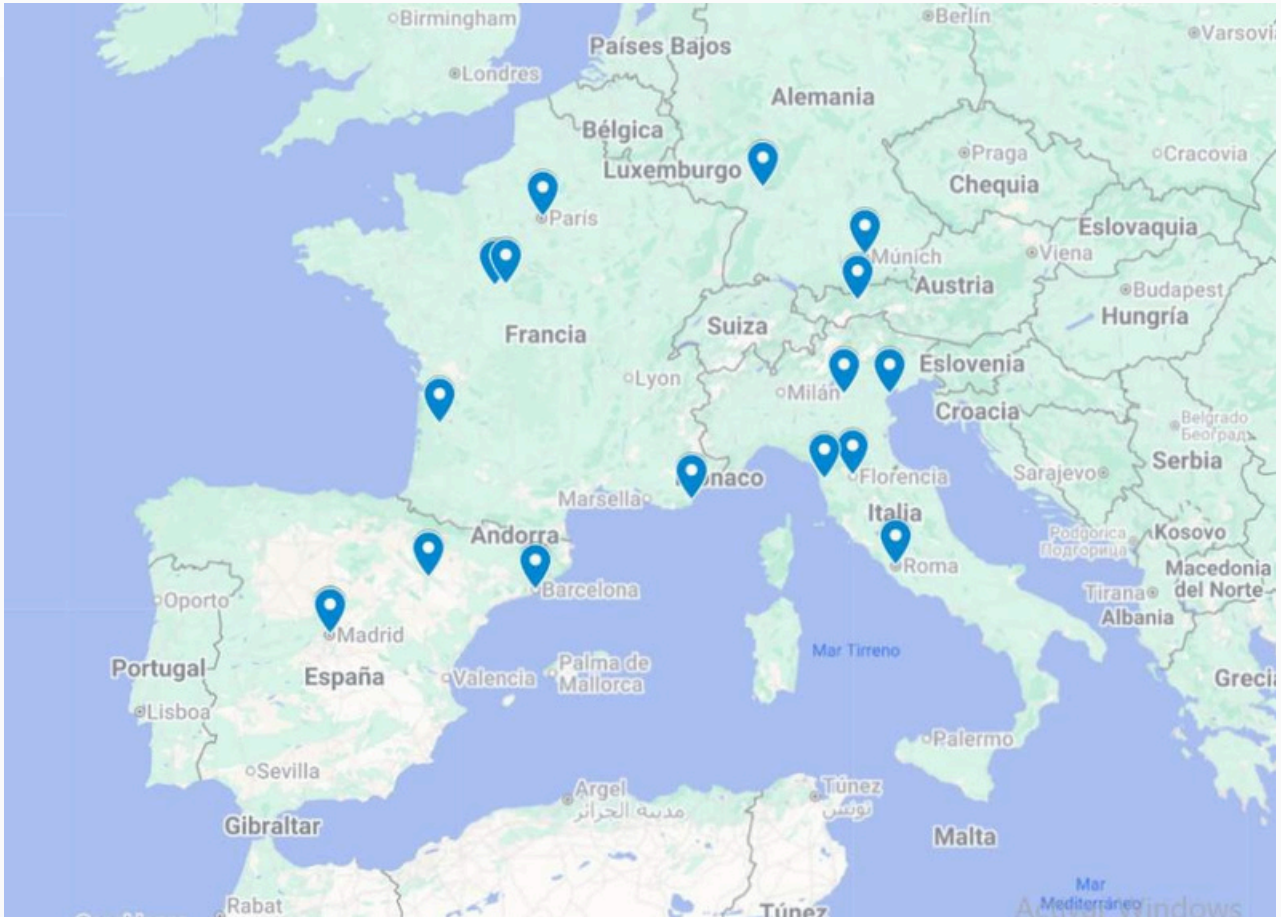 Birmingham
Berlín
Varsovia
Países Bajos
Londres
Alemania
Bélgica
Luxemburgo
Praga
Cracovia
Chequia
París
Eslovaquia
Múnich
Viena
Austria
Budapest
Hungría
Suiza
Francia
Eslovenia
Lyon
Milán
Croacia
Belgrado
Београд
Serbia
Sarajevo
Florencia
Marsella
Italia
Andorra
Podgorica
Подгорица
Kosovo
Roma
Macedonia
del Norte
Barcelona
Tirana
Albania
Oporto
Madrid
Mar Tirreno
Portugal
España
Valencia
Palma de
Mallorca
Lisboa
Palermo
Sevilla
Argel
مدينة الجزائر
Túnez
تونس
Gibraltar
Malta
Mar
Mediterráneo
Rabat
Túnez